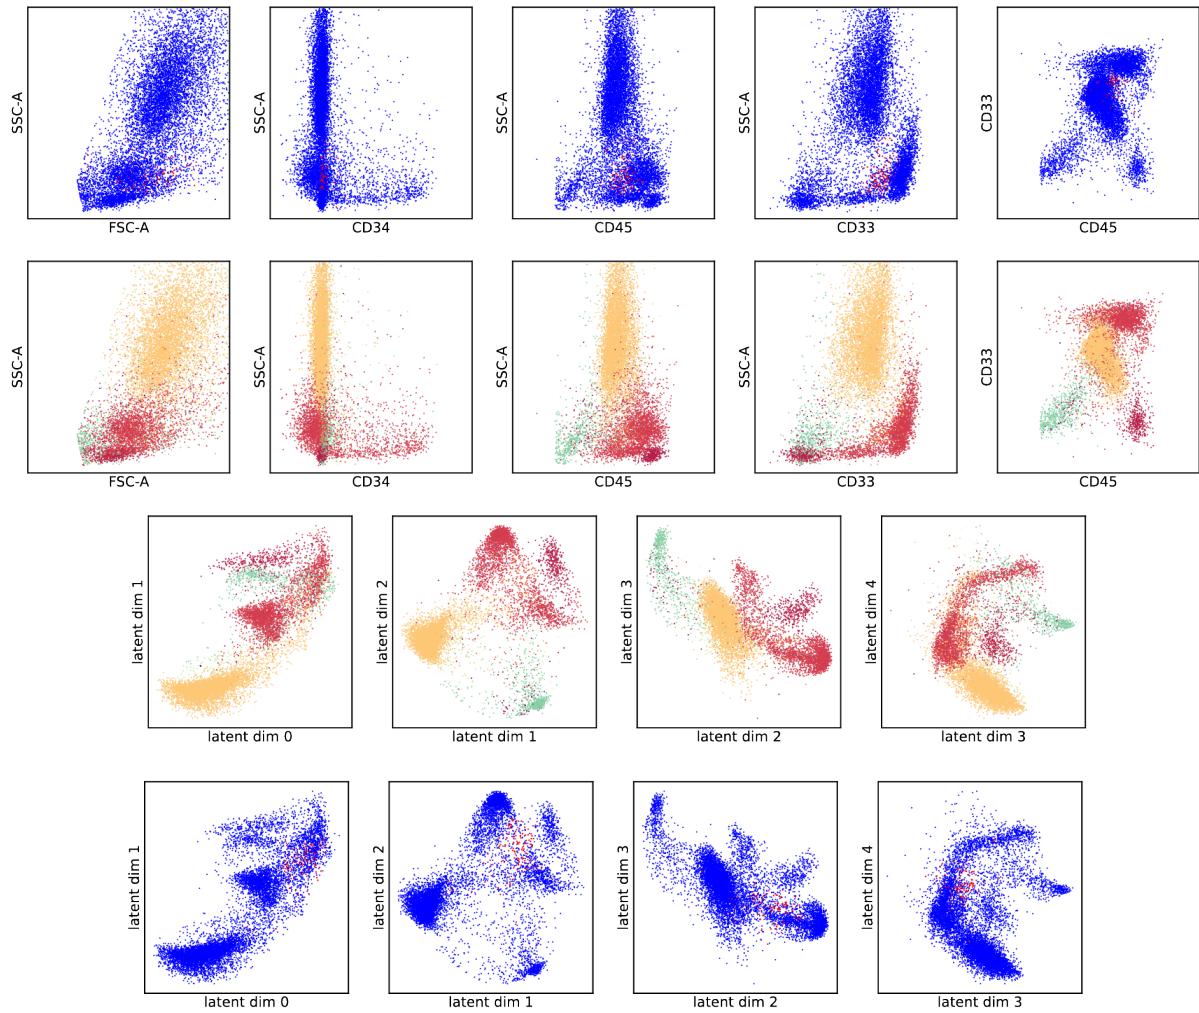 SSC-A
FSC-A
SSC-A
CD34
SSC-A
CD45
SSC-A
CD33
CD33
CD45
SSC-A
FSC-A
SSC-A
CD34
SSC-A
CD45
SSC-A
CD33
CD33
CD45
latent dim 1
latent dim 0
latent dim 2
latent dim 1
latent dim 3
latent dim 2
latent dim 4
latent dim 3
latent dim 1
latent dim 0
latent dim 2
latent dim 1
latent dim 3
latent dim 2
latent dim 4
latent dim 3